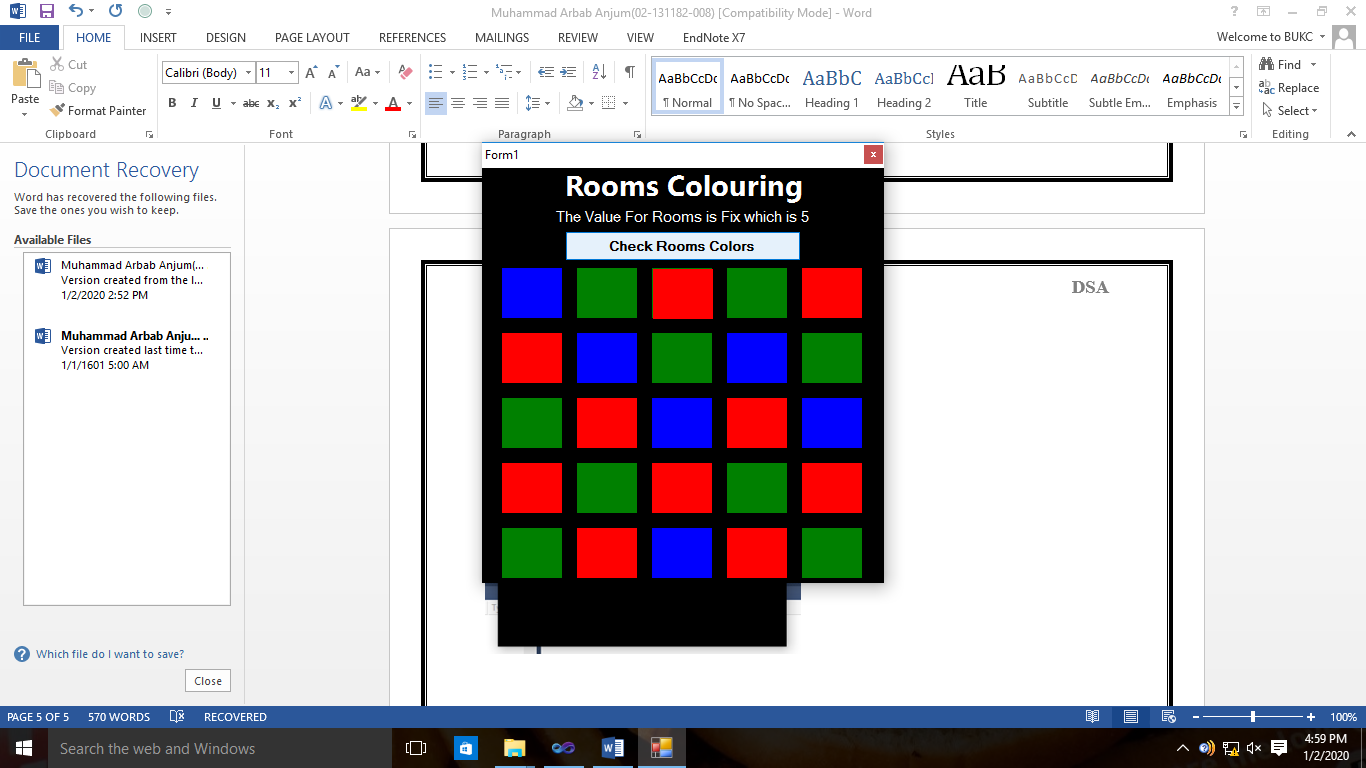 Muhammad Arbab Anjum(02-131182-008) [Compatibility Mode] - Word
FILE HOME INSERT DESIGN PAGE LAYOUT REFERENCES MAILINGS REVIEW VIEW EndNote X7 Welcome to BUKC
Paste
Cut
Copy
Format Painter
Clipboard
Calibri (Body) 11
Font
Paragraph
AaBbCcDc AaBbCcDc AaBbC AaBbCcI AaB AaBbCcD AaBbCcDc AaBbCcDc
¶ Normal ¶ No Spac... Heading 1 Heading 2 Title Subtitle Subtle Em... Emphasis
Styles
Find
Replace
Select
Editing
Document Recovery
Word has recovered the following files.
Save the ones you wish to keep.
Available Files
Muhammad Arbab Anjum(...
Version created from the l...
1/2/2020 2:52 PM
Muhammad Arbab Anju... ..
Version created last time t...
1/1/1601 5:00 AM
Which file do I want to save?
Close
Form1
Rooms Colouring
The Value For Rooms is Fix which is 5
Check Rooms Colors
DSA
PAGE 5 OF 5 570 WORDS RECOVERED 100%
Search the web and Windows
4:59 PM
1/2/2020